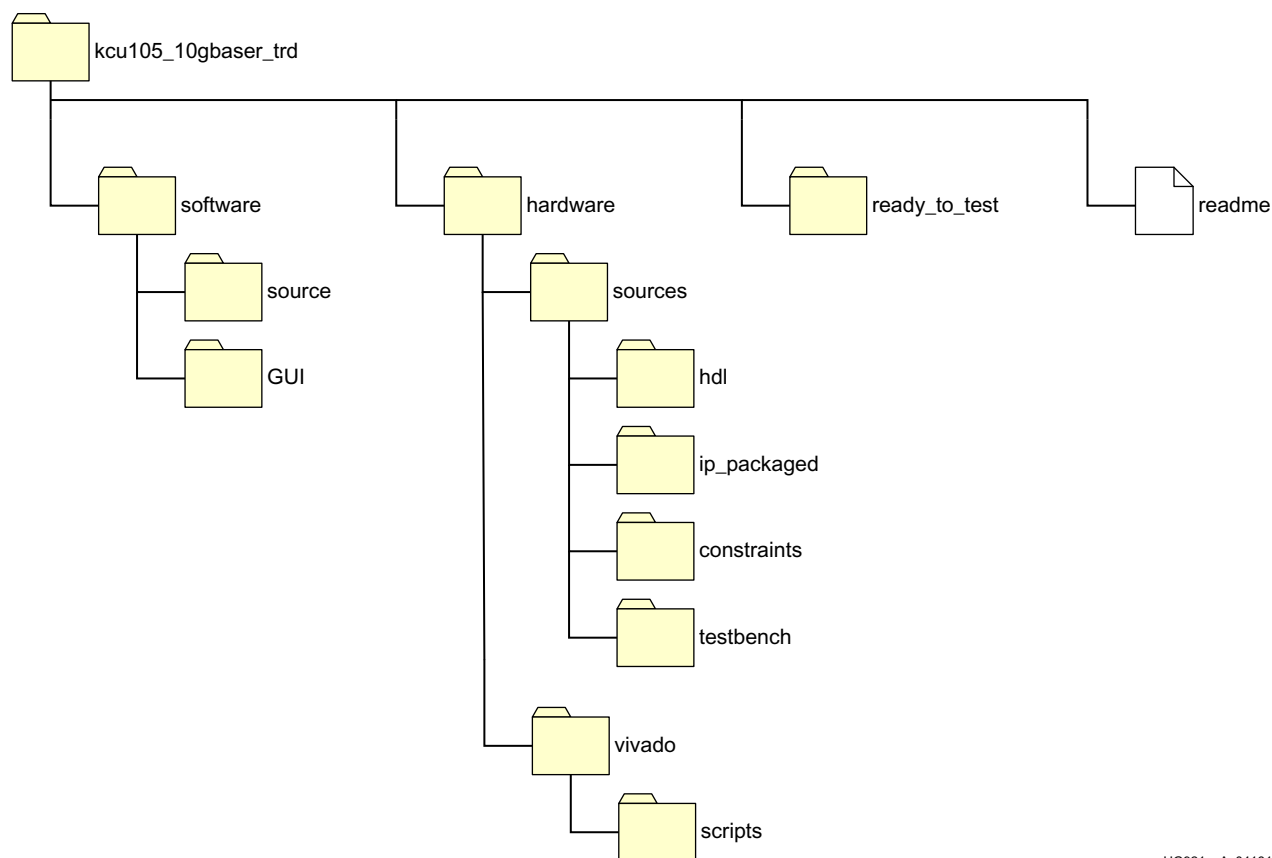 kcu105_10gbaser_trd
software
hardware
ready_to_test
readme
source
sources
GUI
hdl
ip_packaged
constraints
testbench
vivado
scripts